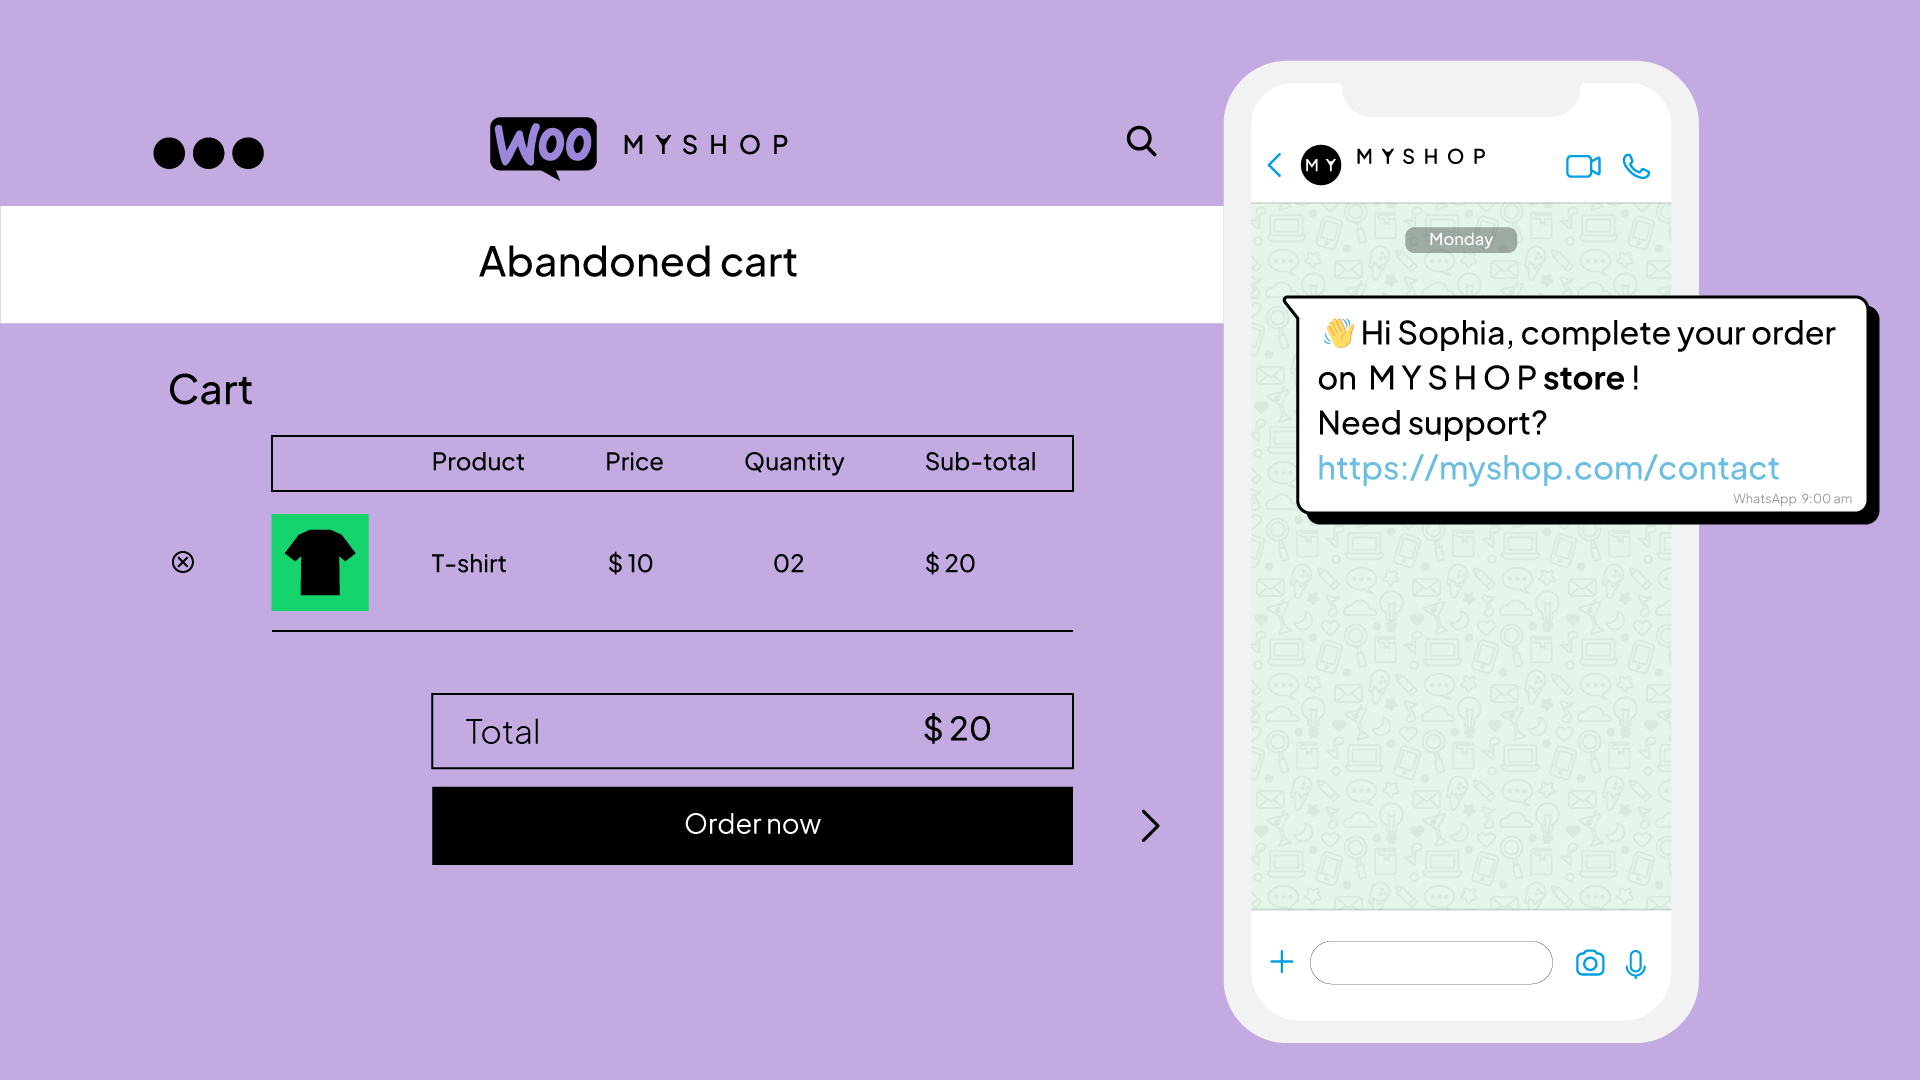 WOO MYSHOP
Abandoned cart
Cart
Product Price Quantity Sub-total
T-shirt $ 10 02 $ 20
Total $ 20
Order now
MY MYSHOP
Monday
👋 Hi Sophia, complete your order
on MYSHOP store !
Need support?
https://myshop.com/contact
WhatsApp 9:00 am